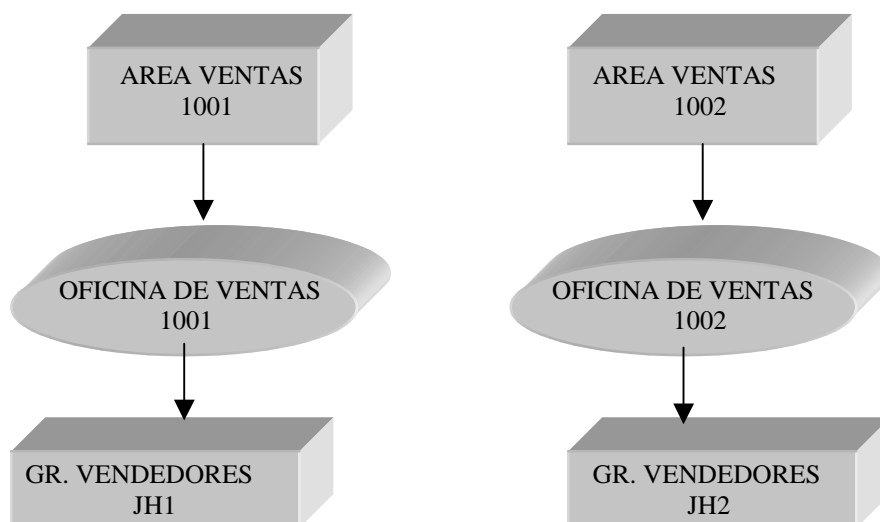 AREA VENTAS
1001
AREA VENTAS
1002
OFICINA DE VENTAS
1001
OFICINA DE VENTAS
1002
GR. VENDEDORES
JH1
GR. VENDEDORES
JH2